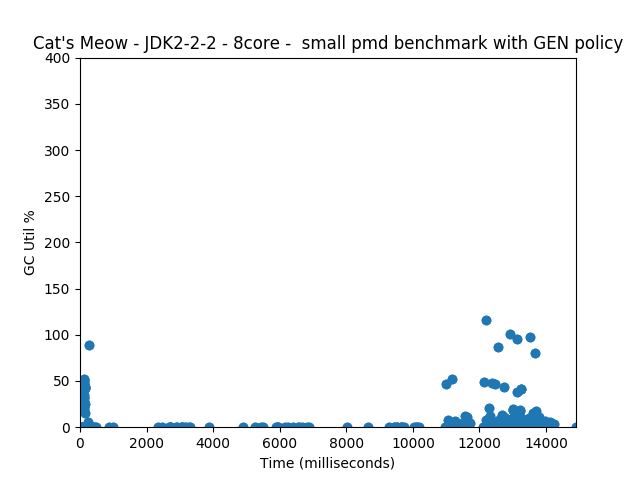 Cat's Meow - JDK2-2-2 - 8core -  small pmd benchmark with GEN policy
400
350
300
250
200
150
100
50
0
GC Util %
0 2000 4000 6000 8000 10000 12000 14000
Time (milliseconds)